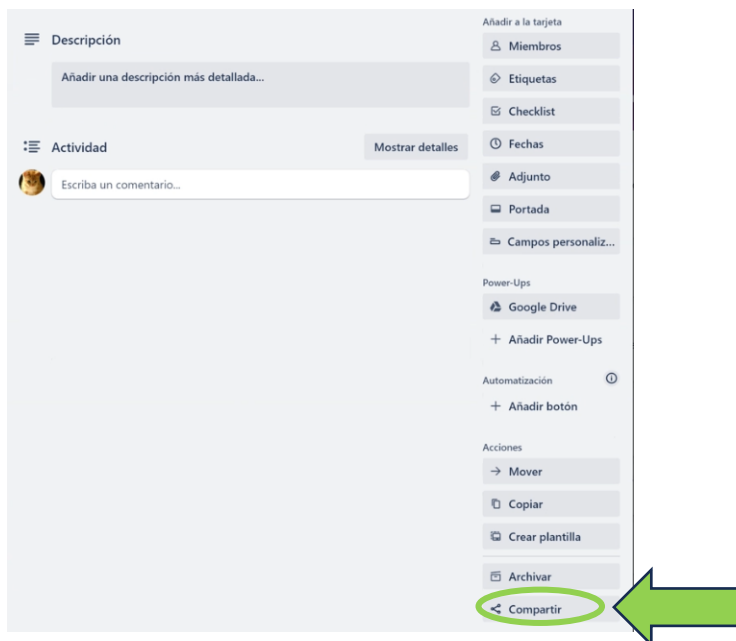 Descripción
Añadir una descripción más detallada...
Actividad
Mostrar detalles
Escriba un comentario...
Añadir a la tarjeta
Miembros
Etiquetas
Checklist
Fechas
Adjunto
Portada
Campos personaliz...
Power-Ups
Google Drive
+ Añadir Power-Ups
Automatización
+ Añadir botón
Acciones
→ Mover
Copiar
Crear plantilla
Archivar
Compartir